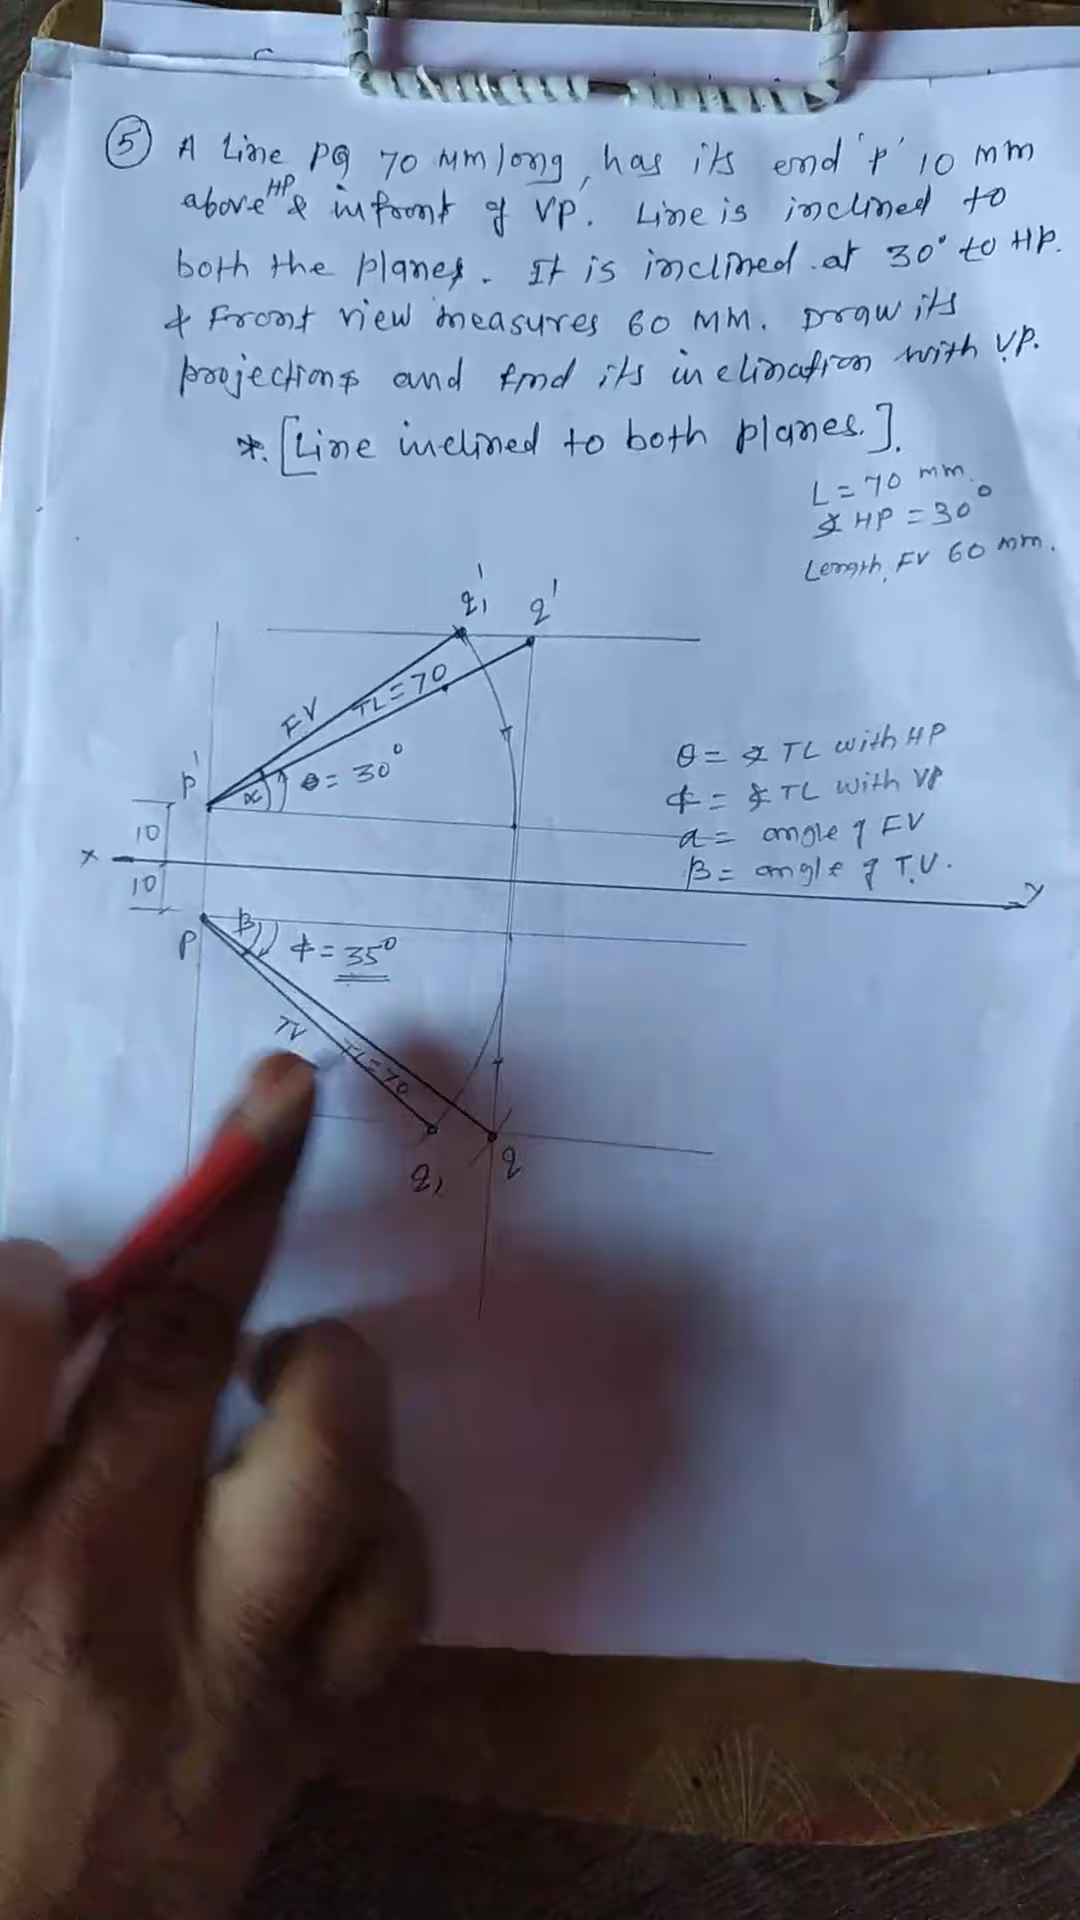 ⑤ A Line PQ 70 MM long, has its end 'P' 10 MM
above HP & infront of VP. Line is inclined to
both the planes. It is inclined at 30° to HP.
& Front view measures 60 MM. Draw its
projections and find its inclination with VP.
*. [Line inclined to both planes.].
L = 70 mm.
∠ HP = 30°
Length FV 60 mm.
q₁' q'
FV TL=70
P' α θ = 30°
θ = ∠ TL with HP
ϕ = ∠ TL with VP
α = angle of FV
β = angle of T.V.
10
X Y
10
P β ϕ = 35°
TV TL=70
q₁ q